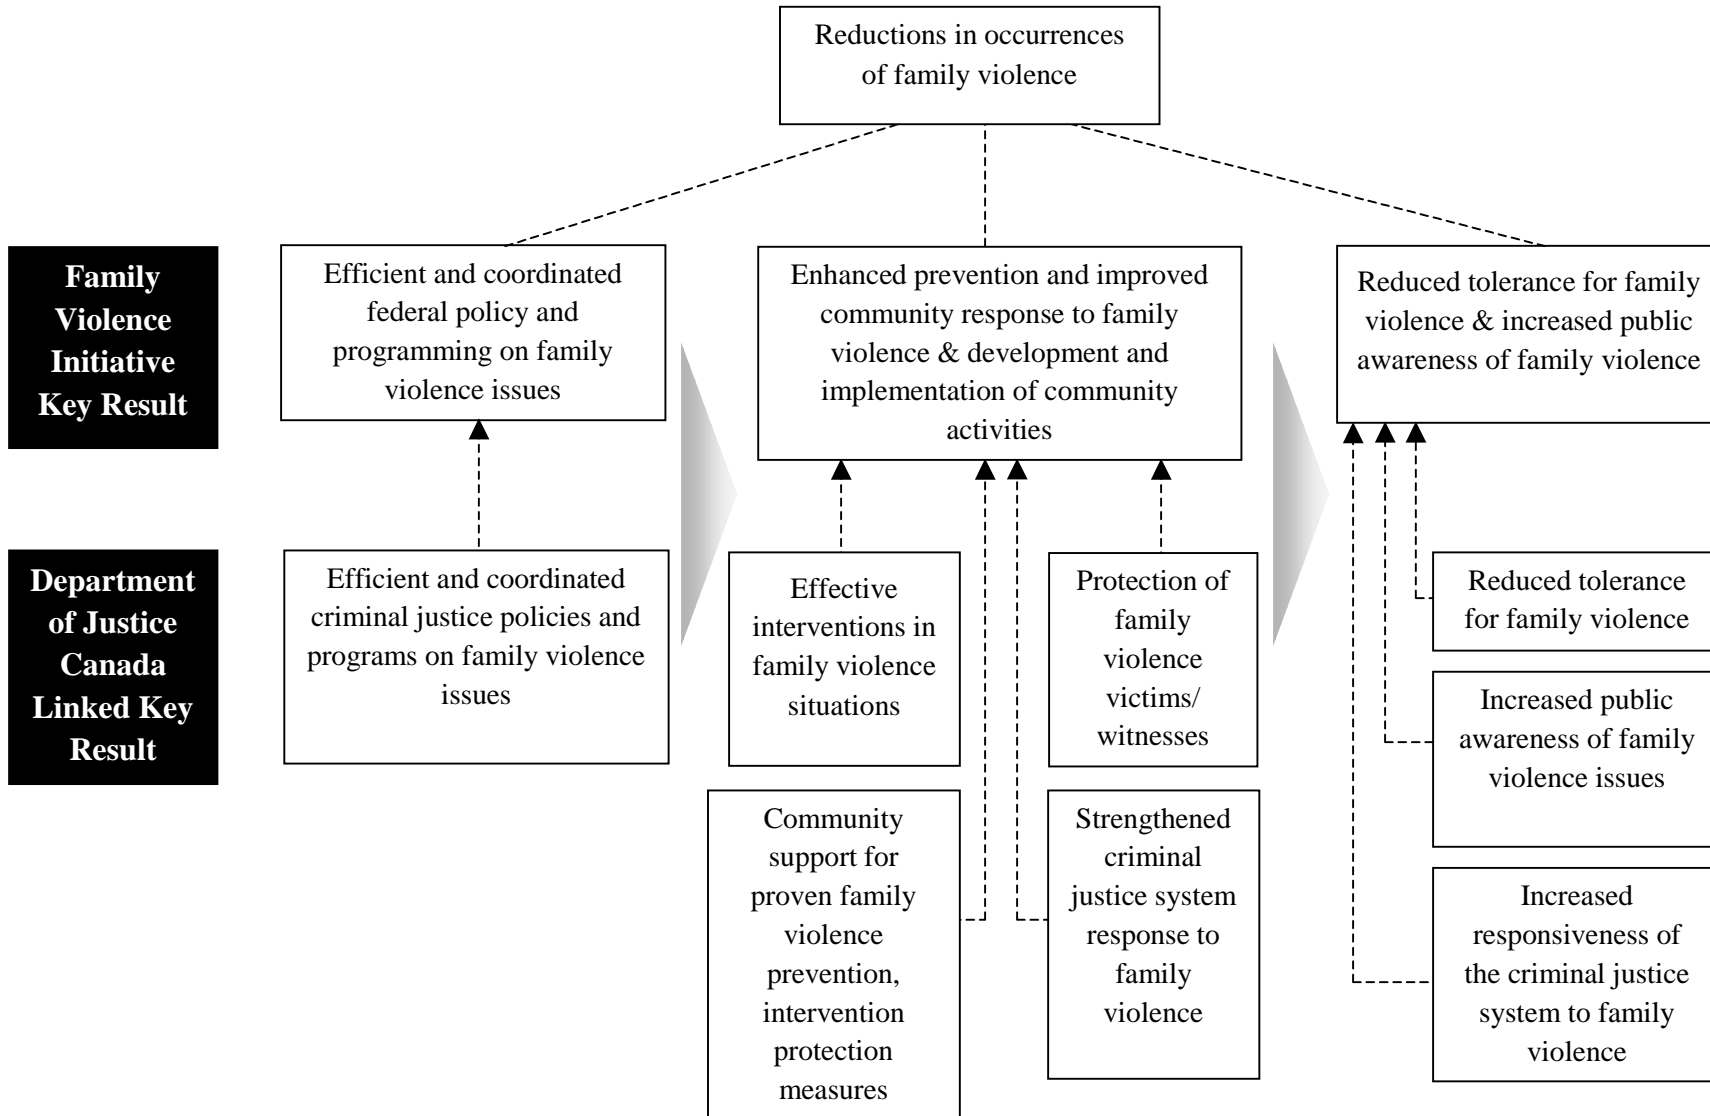 Reductions in occurrences
of family violence
Family
Violence
Initiative
Key Result
Efficient and coordinated
federal policy and
programming on family
violence issues
Enhanced prevention and improved
community response to family
violence & development and
implementation of community
activities
Reduced tolerance for family
violence & increased public
awareness of family violence
Department
of Justice
Canada
Linked Key
Result
Efficient and coordinated
criminal justice policies and
programs on family violence
issues
Effective
interventions in
family violence
situations
Protection of
family
violence
victims/
witnesses
Reduced tolerance
for family violence
Increased public
awareness of family
violence issues
Community
support for
proven family
violence
prevention,
intervention
protection
measures
Strengthened
criminal
justice system
response to
family
violence
Increased
responsiveness of
the criminal justice
system to family
violence